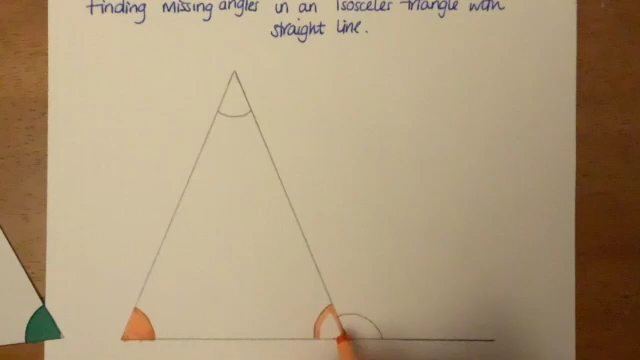 Finding Missing angles in an Isosceles triangle with
straight line.